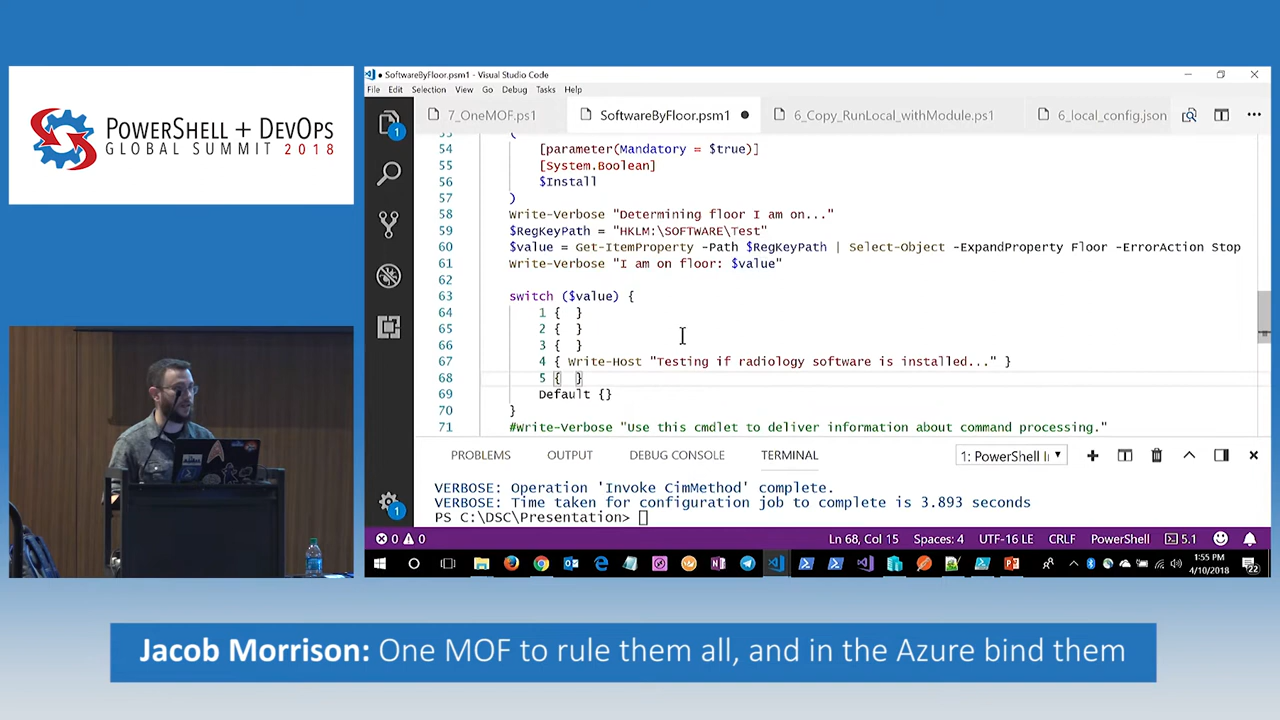 POWERSHELL + DEVOPS
GLOBAL SUMMIT 2018
● SoftwareByFloor.psm1 - Visual Studio Code
File Edit Selection View Go Debug Tasks Help
7_OneMOF.ps1 SoftwareByFloor.psm1 ● 6_Copy_RunLocal_withModule.ps1 6_local_config.json
53 (
54 [parameter(Mandatory = $true)]
55 [System.Boolean]
56 $Install
57 )
58 Write-Verbose "Determining floor I am on..."
59 $RegKeyPath = "HKLM:\SOFTWARE\Test"
60 $value = Get-ItemProperty -Path $RegKeyPath | Select-Object -ExpandProperty Floor -ErrorAction Stop
61 Write-Verbose "I am on floor: $value"
62
63 switch ($value) {
64 1 { }
65 2 { }
66 3 { }
67 4 { Write-Host "Testing if radiology software is installed..." }
68 5 { }
69 Default {}
70 }
71 #Write-Verbose "Use this cmdlet to deliver information about command processing."
PROBLEMS OUTPUT DEBUG CONSOLE TERMINAL 1: PowerShell I
VERBOSE: Operation 'Invoke CimMethod' complete.
VERBOSE: Time taken for configuration job to complete is 3.893 seconds
PS C:\DSC\Presentation>
0 0 Ln 68, Col 15 Spaces: 4 UTF-16 LE CRLF PowerShell 5.1
1:55 PM
4/10/2018
22
Jacob Morrison: One MOF to rule them all, and in the Azure bind them